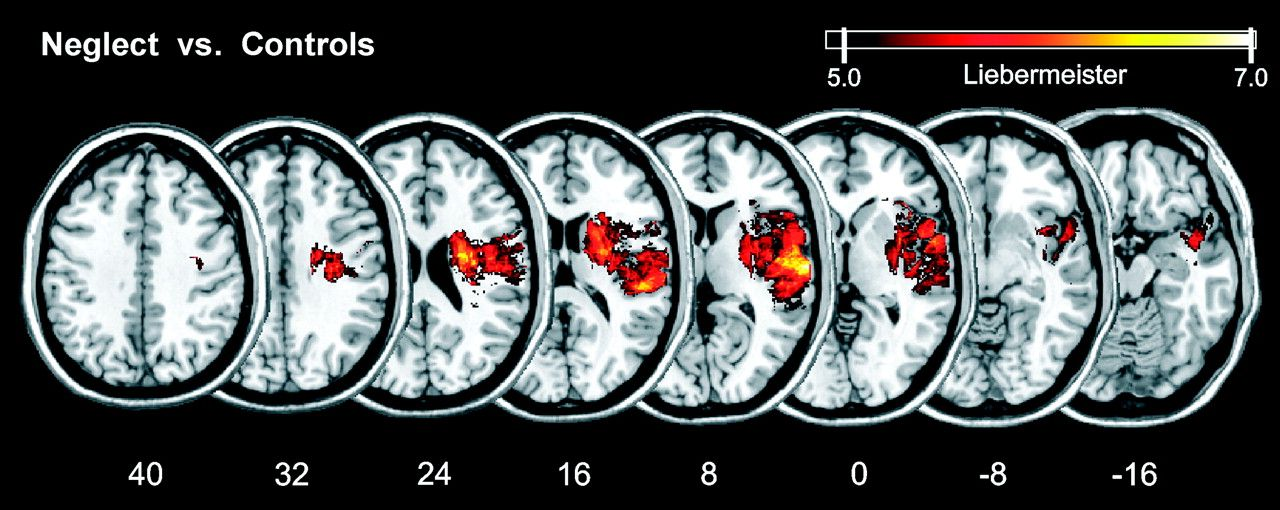 Neglect vs. Controls
5.0 Liebermeister 7.0
40 32 24 16 8 0 -8 -16